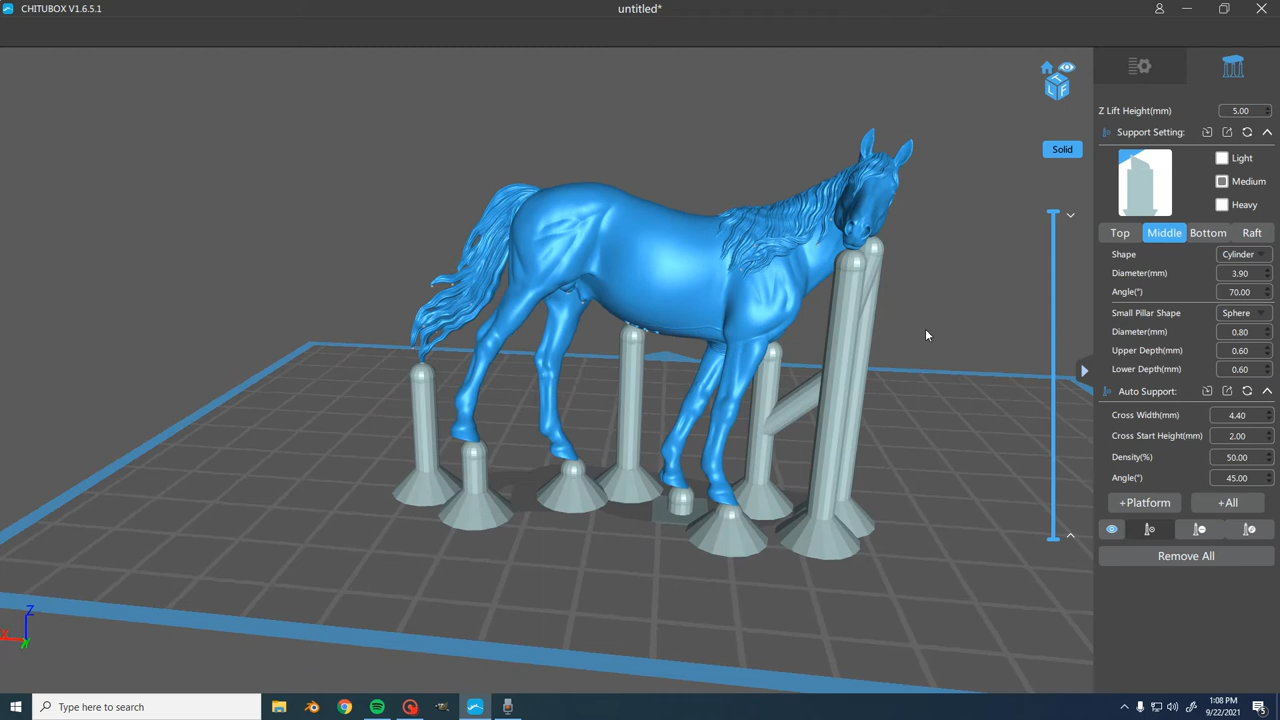 CHITUBOX V1.6.5.1
untitled*
Z Lift Height(mm) 5.00
Support Setting:
Light
Medium
Heavy
Top Middle Bottom Raft
Shape Cylinder
Diameter(mm) 3.90
Angle(°) 70.00
Small Pillar Shape Sphere
Diameter(mm) 0.80
Upper Depth(mm) 0.60
Lower Depth(mm) 0.60
Auto Support:
Cross Width(mm) 4.40
Cross Start Height(mm) 2.00
Density(%) 50.00
Angle(°) 45.00
+Platform +All
Remove All
Solid
T
L F
Z
X
Y
Type here to search
1:08 PM
9/22/2021
5